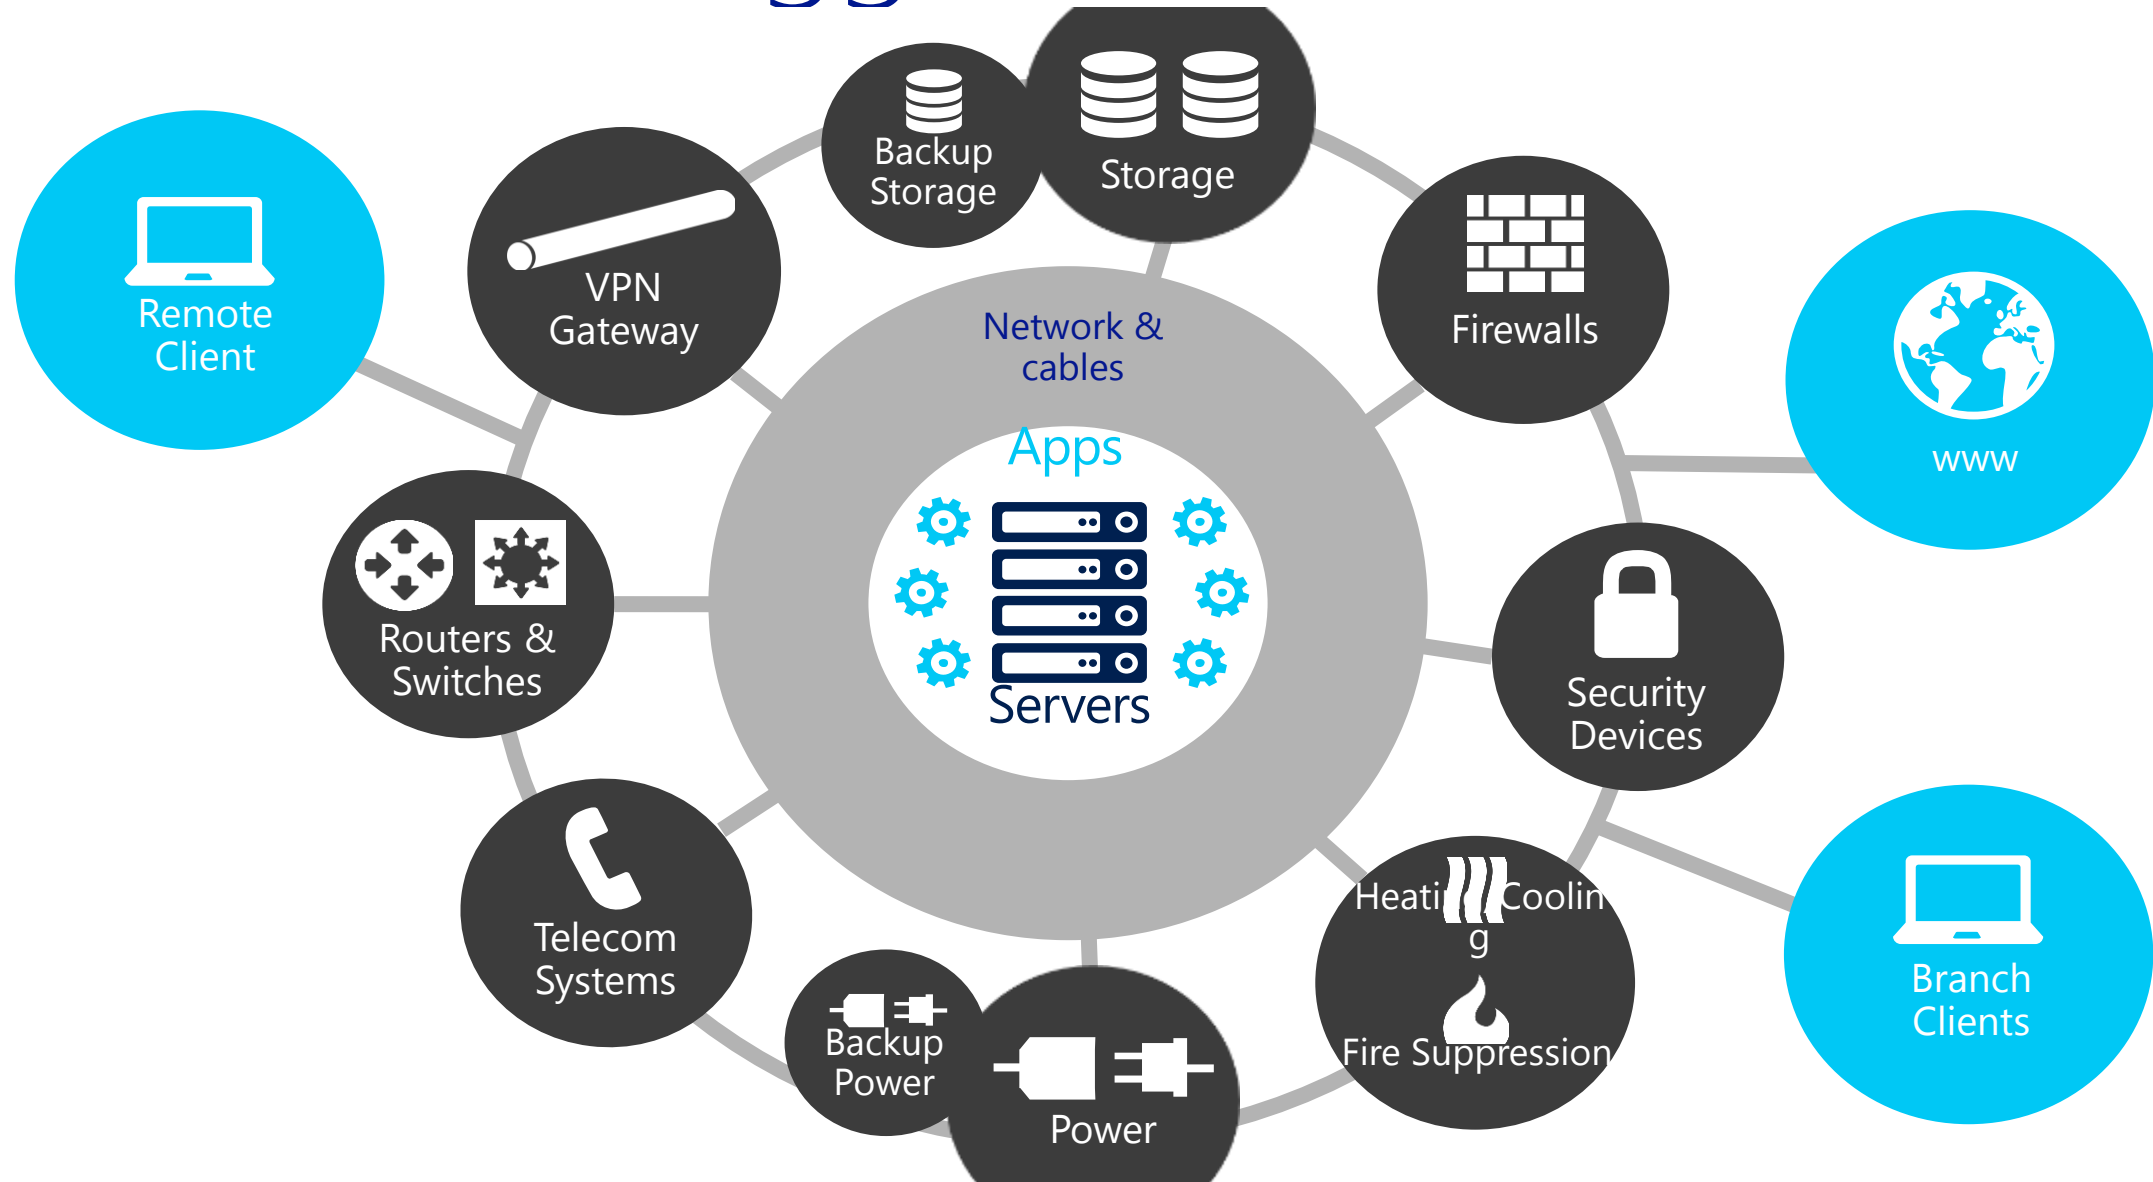 Backup
Storage
Storage
VPN
Gateway
Remote
Client
Firewalls
Network &
cables
www
Apps
Servers
Routers &
Switches
Security
Devices
Telecom
Systems
Heati Coolin
g
Fire Suppression
Backup
Power
Power
Branch
Clients